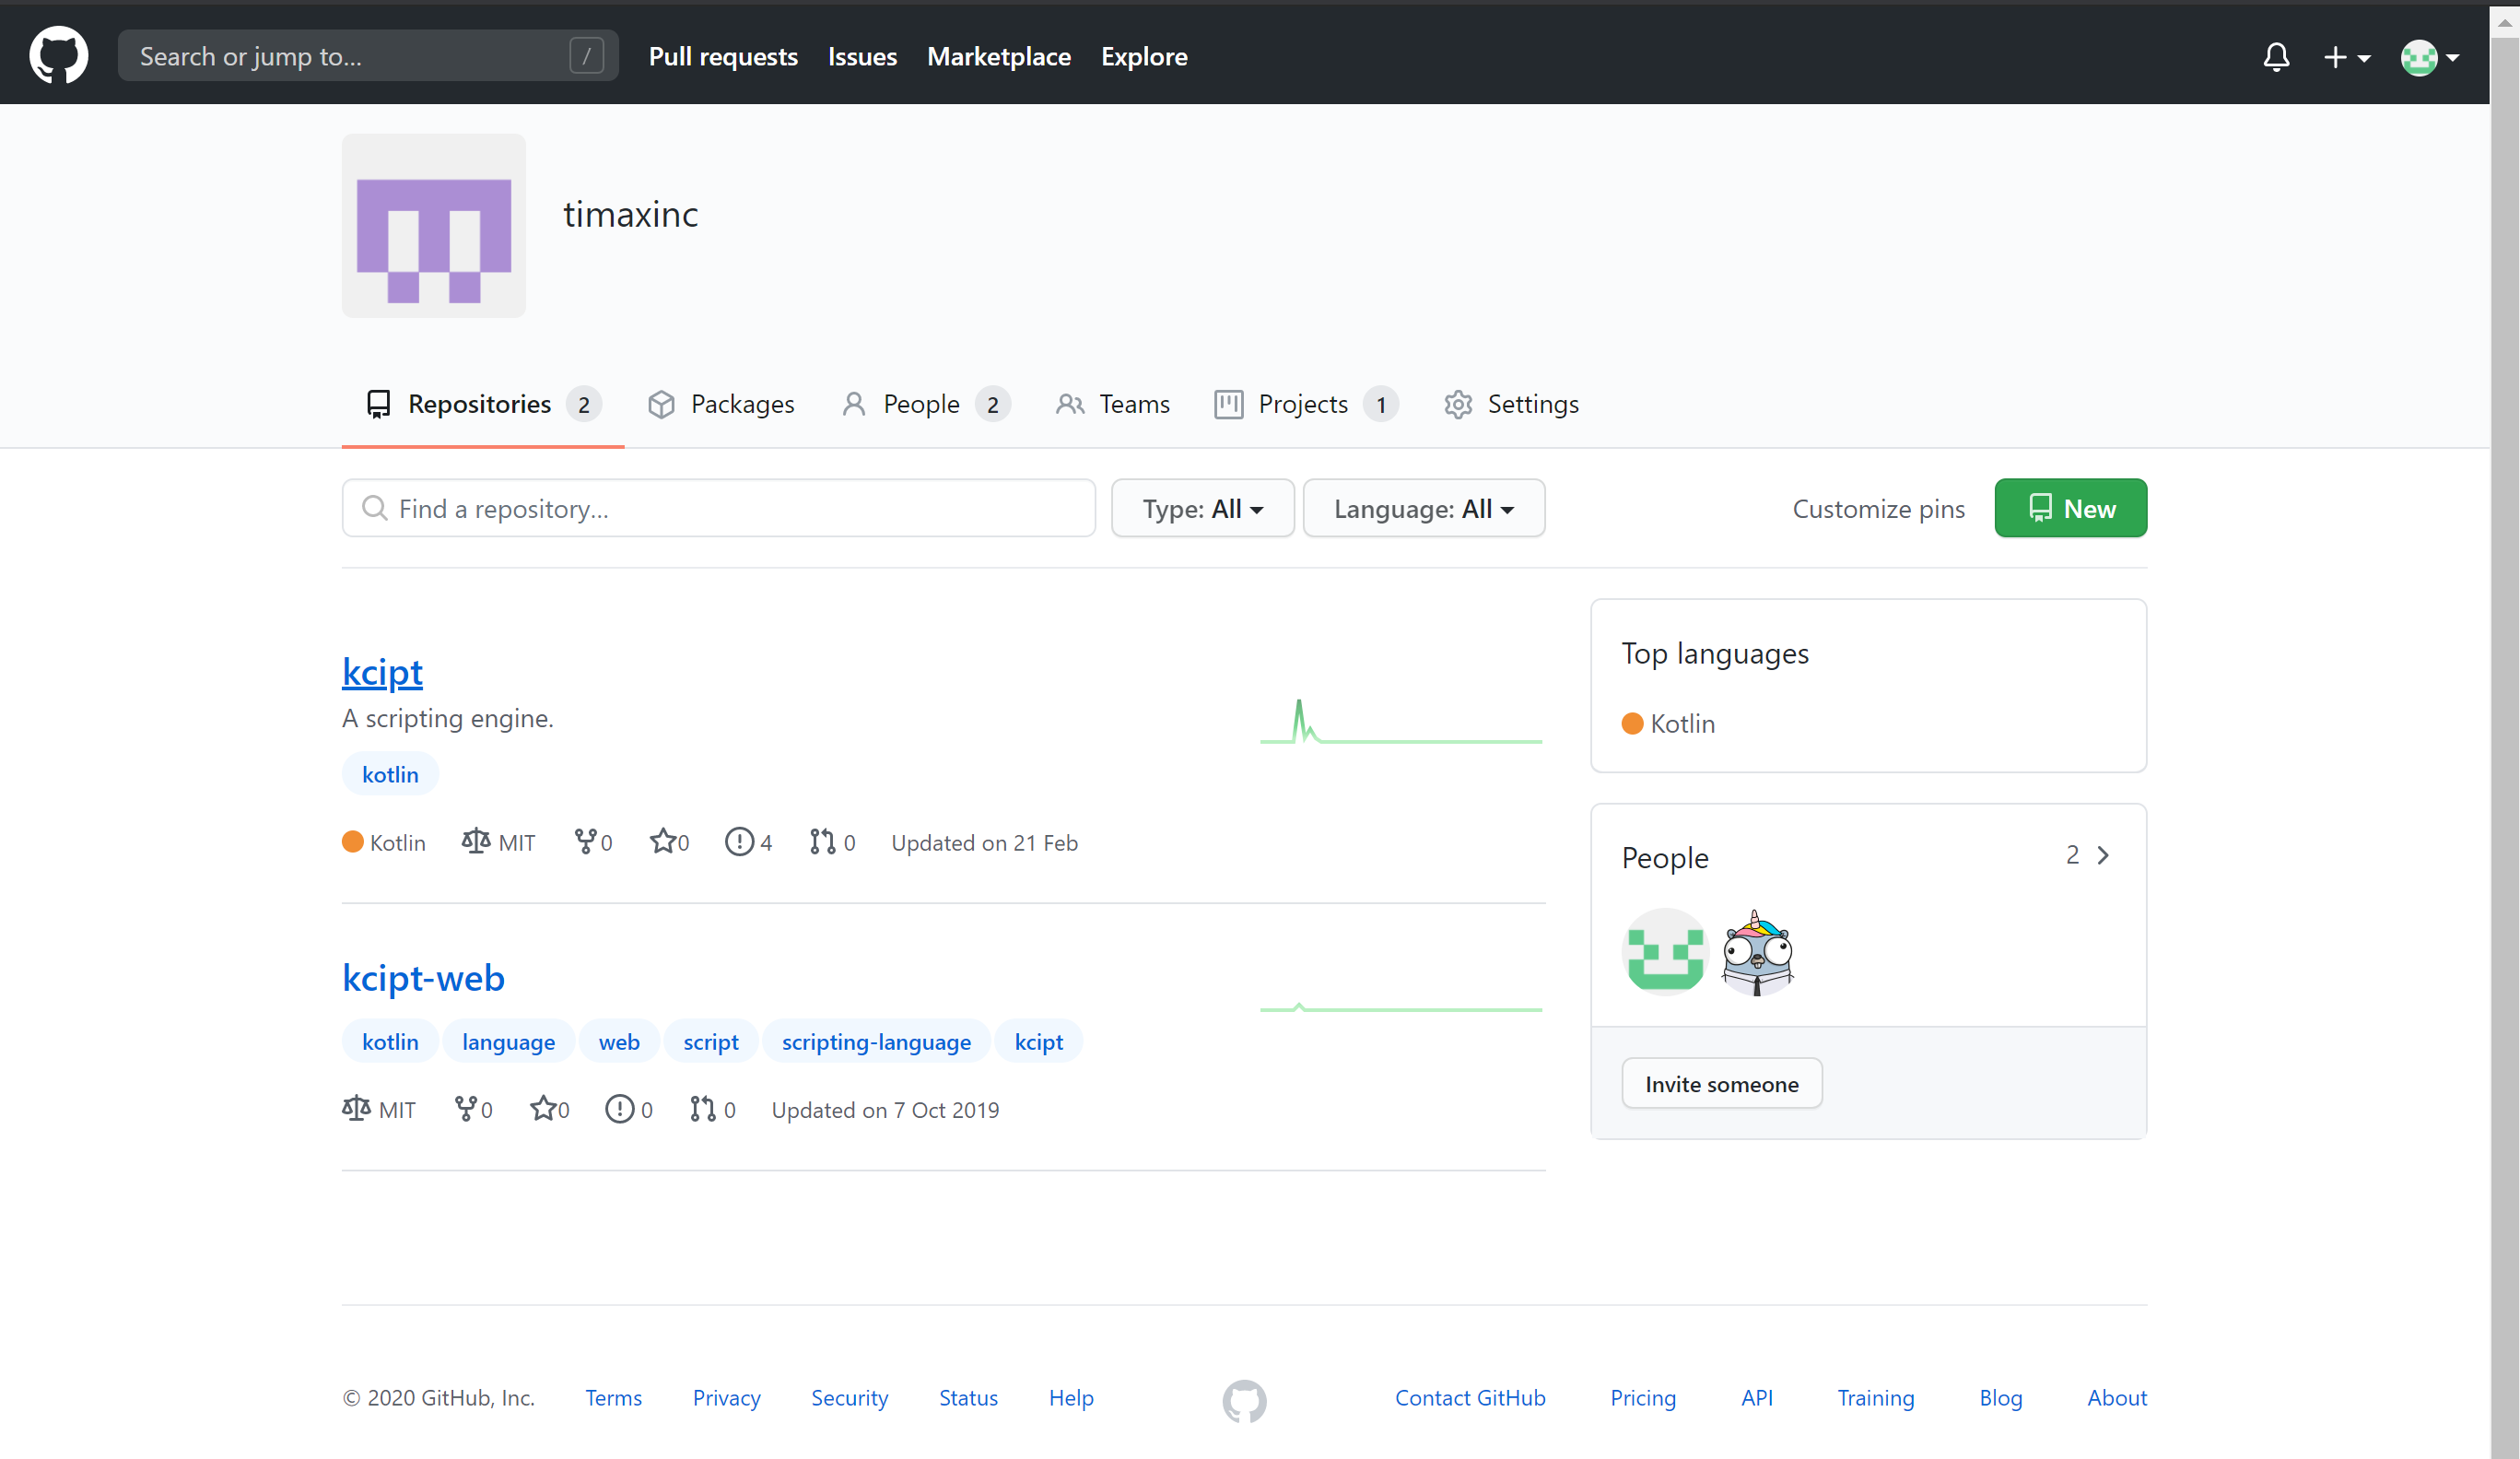 Search or jump to... /
Pull requests Issues Marketplace Explore
timaxinc
Repositories 2 Packages People 2 Teams Projects 1 Settings
Find a repository... Type: All Language: All Customize pins New
kcipt
A scripting engine.
kotlin
Kotlin MIT 0 0 4 0 Updated on 21 Feb
kcipt-web
kotlin language web script scripting-language kcipt
MIT 0 0 0 0 Updated on 7 Oct 2019
Top languages
Kotlin
People 2
Invite someone
© 2020 GitHub, Inc. Terms Privacy Security Status Help Contact GitHub Pricing API Training Blog About